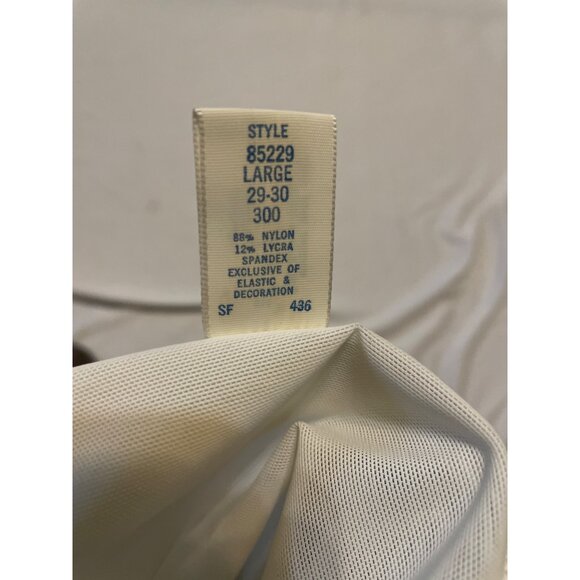 STYLE
85229
LARGE
29-30
300
88% NYLON
12% LYCRA
SPANDEX
EXCLUSIVE OF
ELASTIC &
DECORATION
SF 436